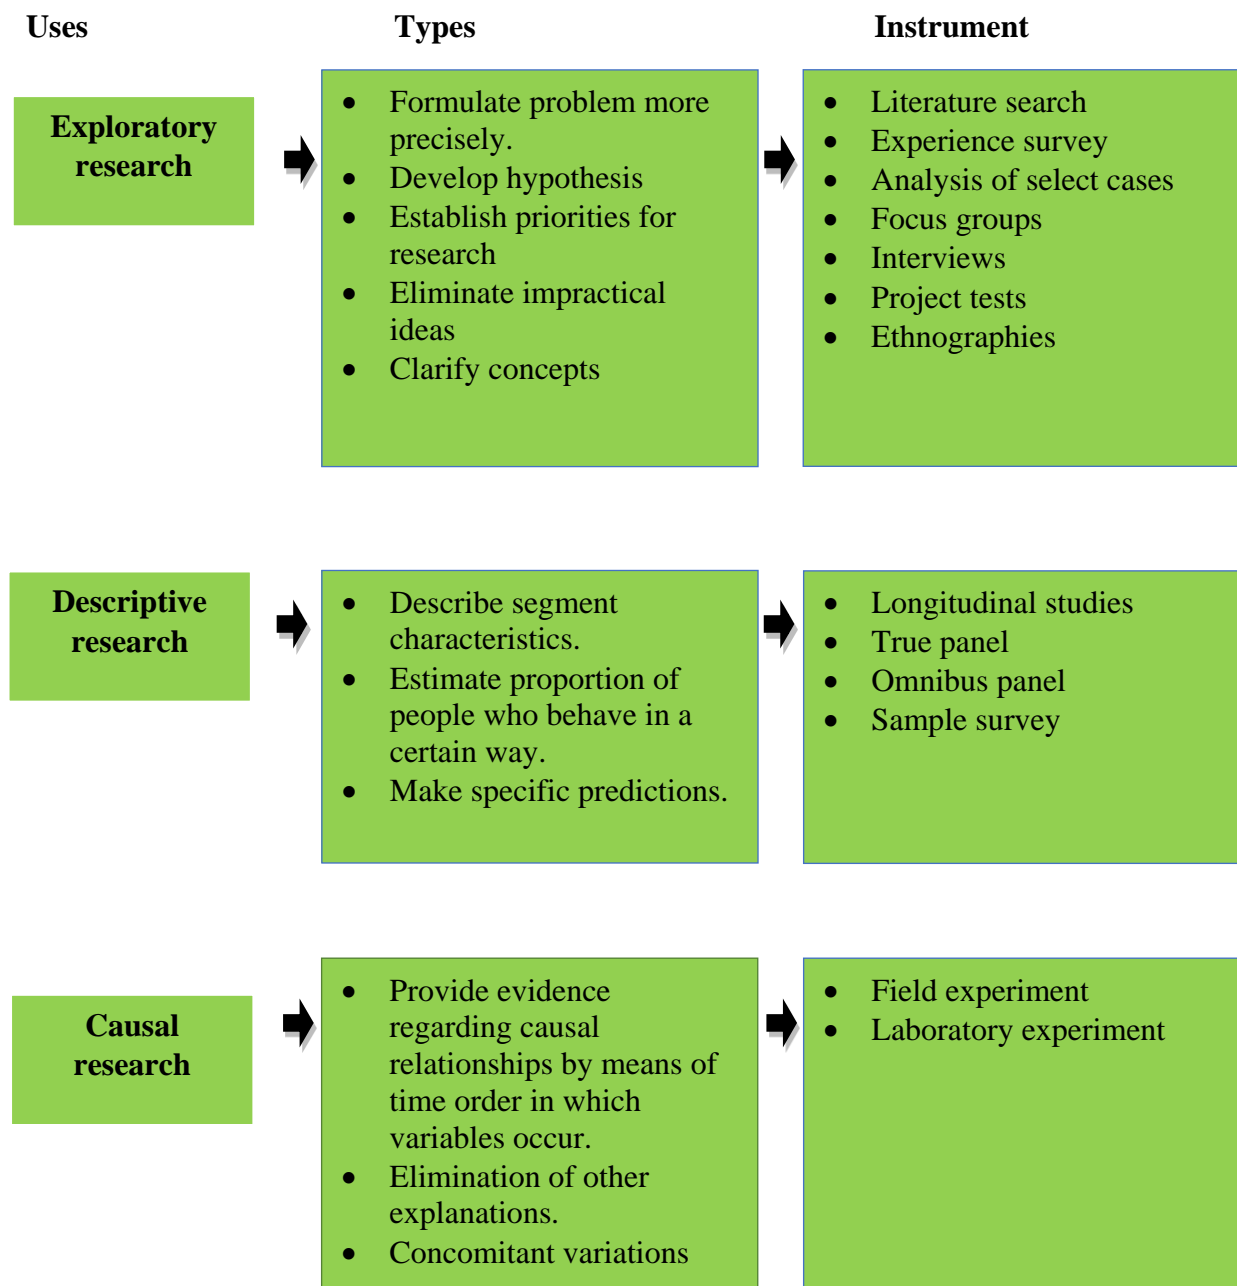 Uses Types Instrument
Exploratory
research
• Formulate problem more
precisely.
• Develop hypothesis
• Establish priorities for
research
• Eliminate impractical
ideas
• Clarify concepts
• Literature search
• Experience survey
• Analysis of select cases
• Focus groups
• Interviews
• Project tests
• Ethnographies
Descriptive
research
• Describe segment
characteristics.
• Estimate proportion of
people who behave in a
certain way.
• Make specific predictions.
• Longitudinal studies
• True panel
• Omnibus panel
• Sample survey
Causal
research
• Provide evidence
regarding causal
relationships by means of
time order in which
variables occur.
• Elimination of other
explanations.
• Concomitant variations
• Field experiment
• Laboratory experiment